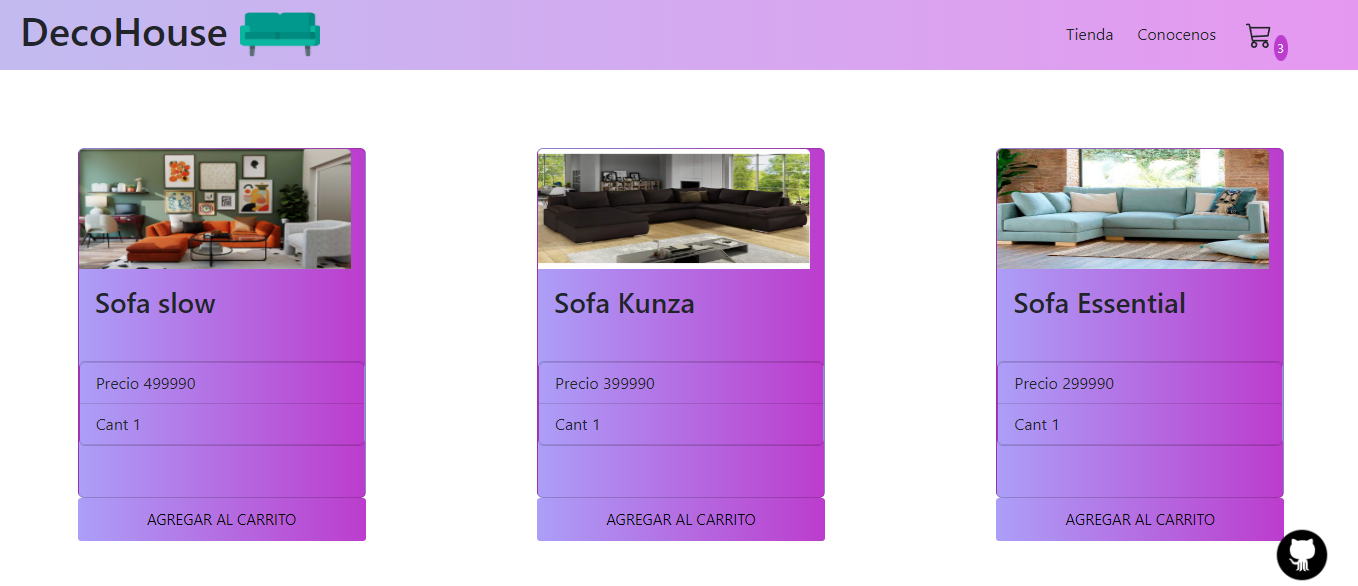 DecoHouse
Tienda Conocenos 3
Sofa slow
Precio 499990
Cant 1
AGREGAR AL CARRITO
Sofa Kunza
Precio 399990
Cant 1
AGREGAR AL CARRITO
Sofa Essential
Precio 299990
Cant 1
AGREGAR AL CARRITO